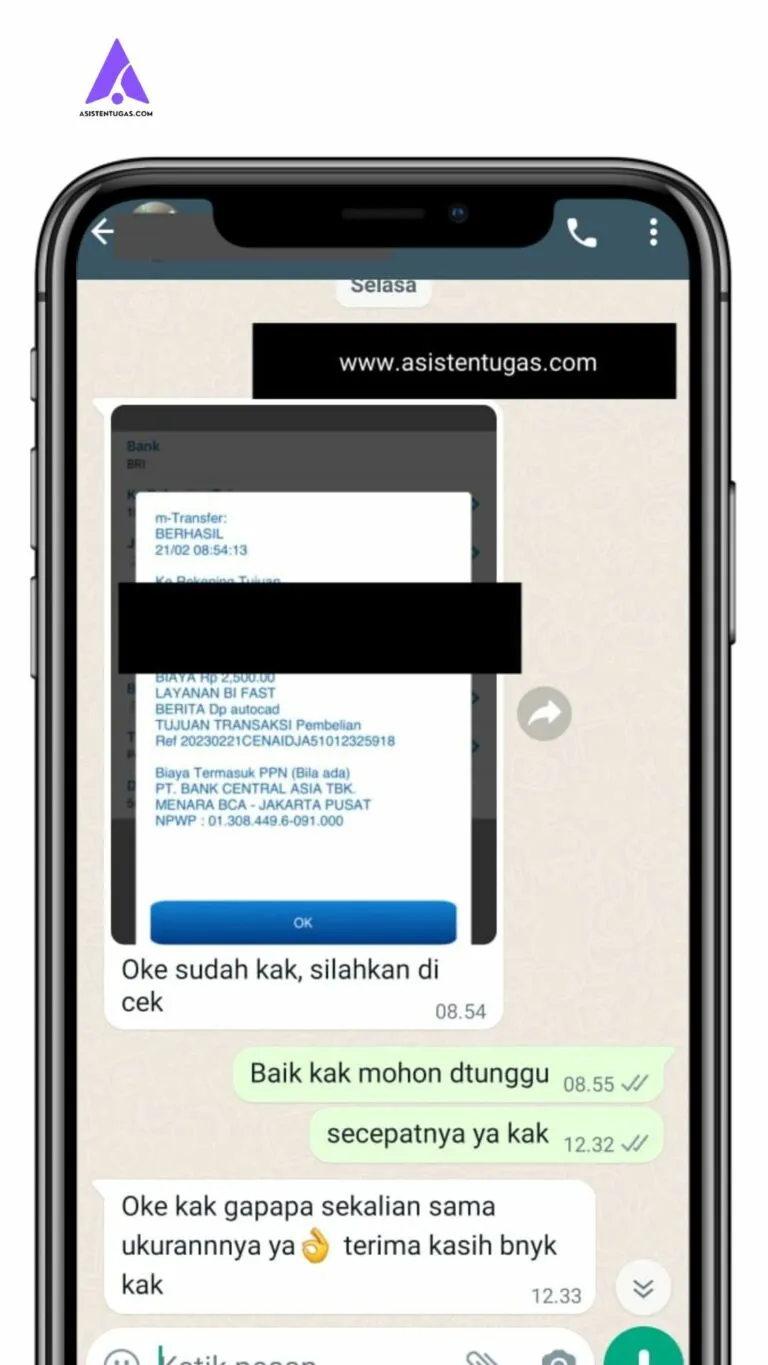 ASISTENTUGAS.COM
Selasa
www.asistentugas.com
Bank
BRI
m-Transfer:
BERHASIL
21/02 08:54:13
Ke Rekening Tujuan
BIAYA Rp 2,500.00
LAYANAN BI FAST
BERITA Dp autocad
TUJUAN TRANSAKSI Pembelian
Ref 20230221CENAIDJA51012325918
Biaya Termasuk PPN (Bila ada)
PT. BANK CENTRAL ASIA TBK.
MENARA BCA - JAKARTA PUSAT
NPWP : 01.308.449.6-091.000
OK
Oke sudah kak, silahkan di
cek
08.54
Baik kak mohon dtunggu 08.55
secepatnya ya kak 12.32
Oke kak gapapa sekalian sama
ukurannnya ya👌 terima kasih bnyk
kak
12.33
Ketik pesan